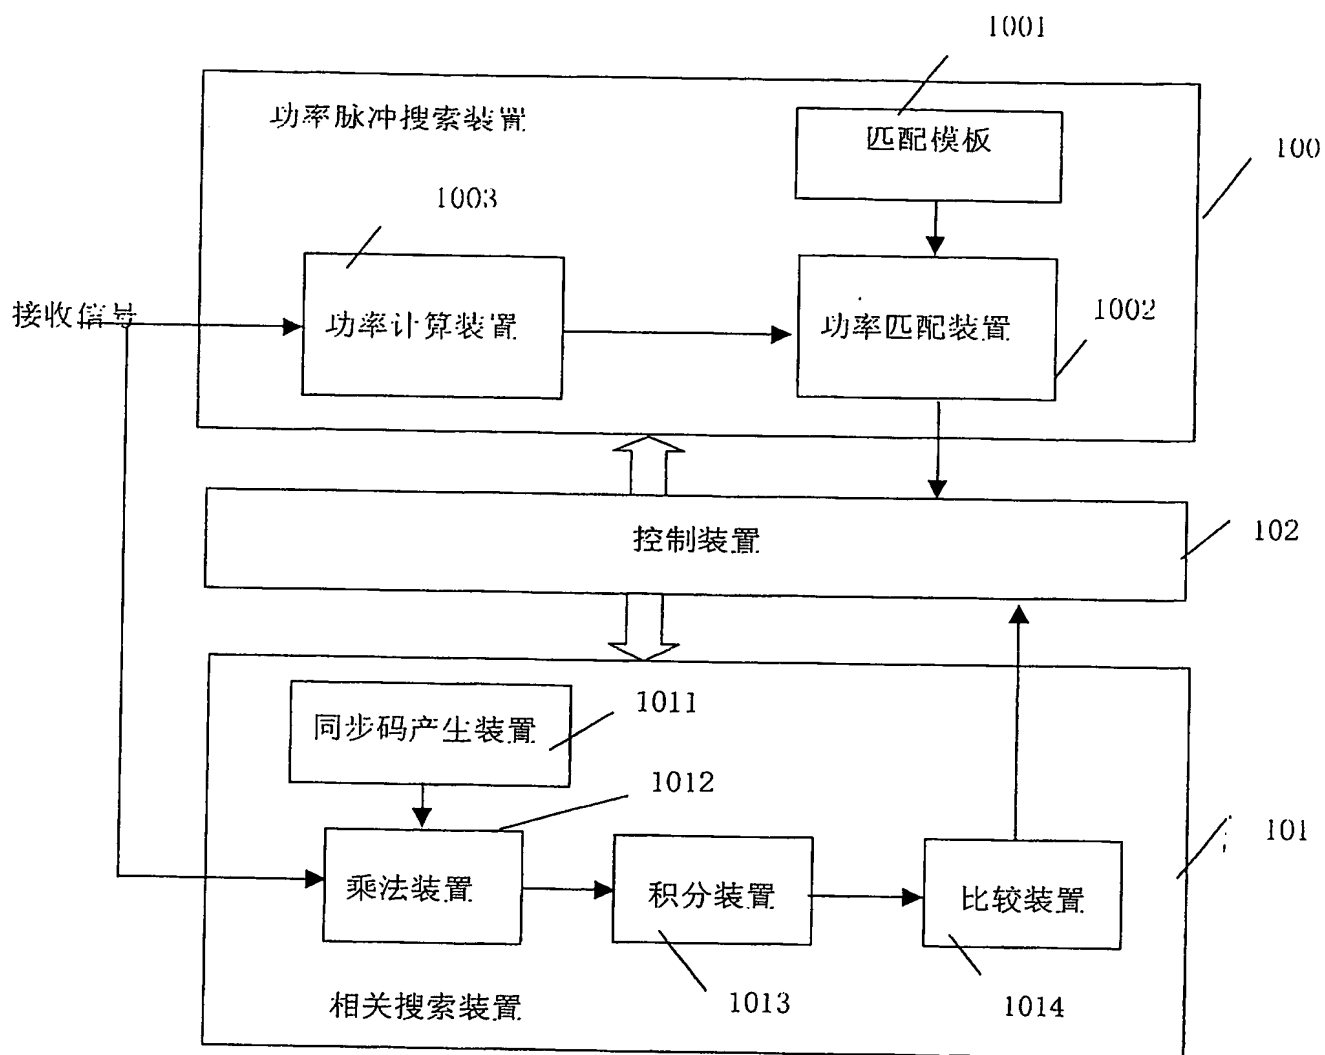 1001
功率脉冲搜索装置
匹配模板
100
1003
接收信号
功率计算装置
功率匹配装置
1002
控制装置
102
1011
同步码产生装置
1012
101
乘法装置
积分装置
比较装置
1013
1014
相关搜索装置